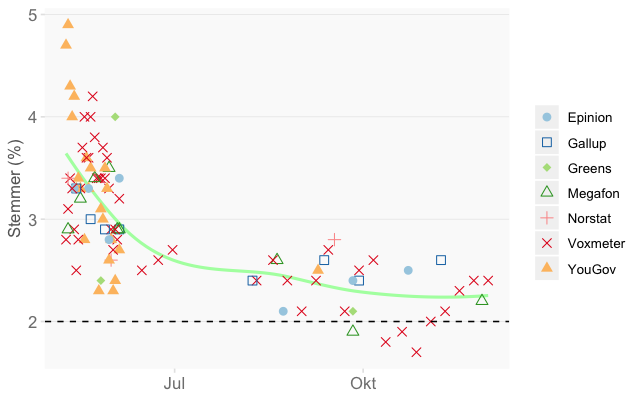 Stemmer (%)
5
4
3
2
Jul
Okt
Epinion
Gallup
Greens
Megafon
Norstat
Voxmeter
YouGov